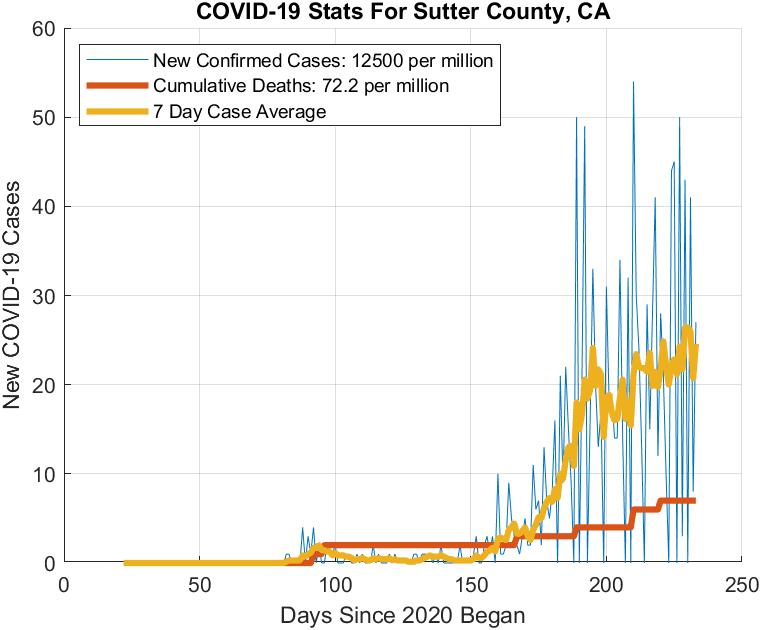 COVID-19 Stats For Sutter County, CA
60
50
40
30
20
10
0
New COVID-19 Cases
New Confirmed Cases: 12500 per million
Cumulative Deaths: 72.2 per million
7 Day Case Average
0 50 100 150 200 250
Days Since 2020 Began